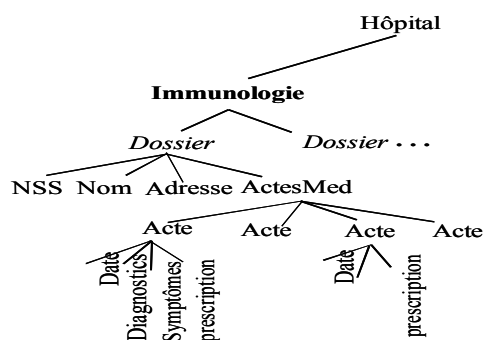 Hôpital
Immunologie
Dossier Dossier ...
NSS Nom Adresse ActesMed
Acte Acte Acte Acte
Date
Diagnostics
Symptômes
prescription
Date
prescription